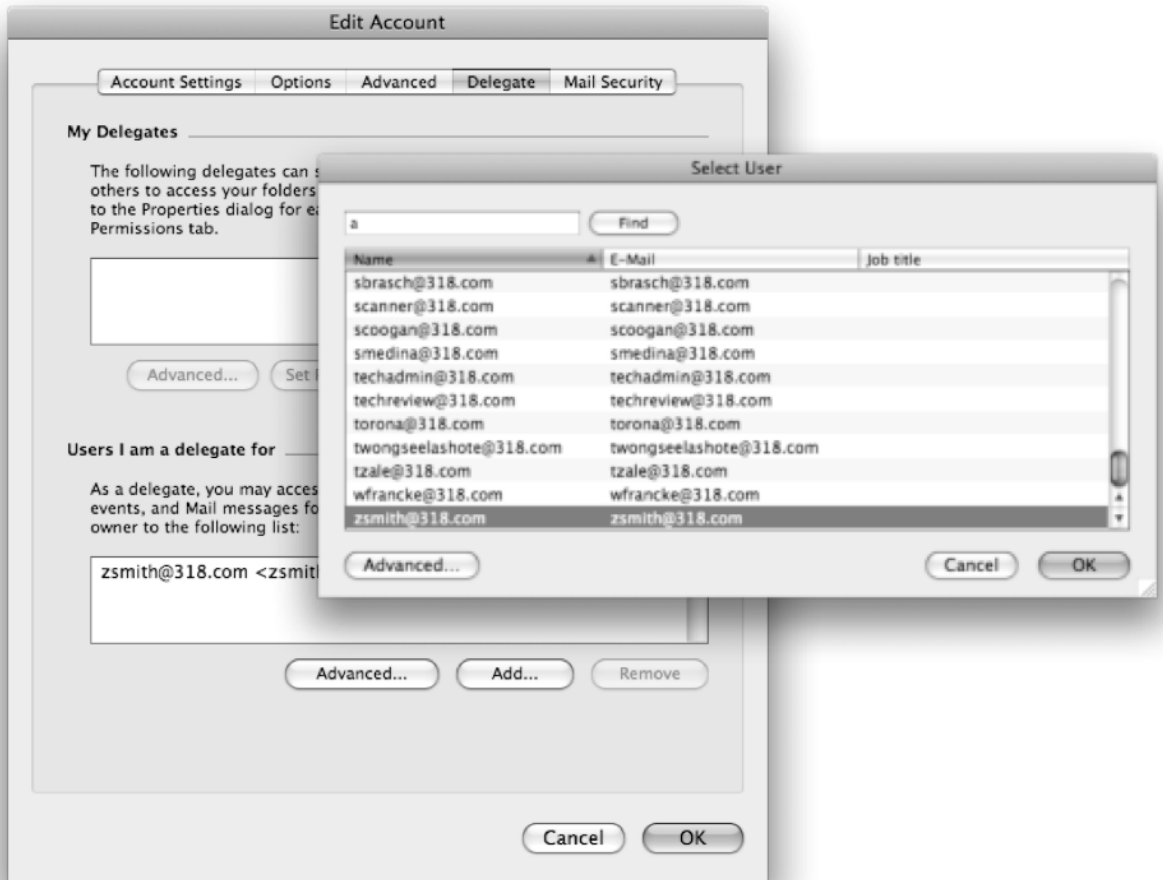 Edit Account
Account Settings Options Advanced Delegate Mail Security
My Delegates
The following delegates can s
others to access your folders
to the Properties dialog for ea
Permissions tab.
Advanced... Set
Users I am a delegate for
As a delegate, you may acces
events, and Mail messages fo
owner to the following list:
zsmith@318.com <zsmit
Advanced... Add... Remove
Cancel OK
Select User
a Find
Name E-Mail Job title
sbrasch@318.com sbrasch@318.com
scanner@318.com scanner@318.com
scoogan@318.com scoogan@318.com
smedina@318.com smedina@318.com
techadmin@318.com techadmin@318.com
techreview@318.com techreview@318.com
torona@318.com torona@318.com
twongseelashote@318.com twongseelashote@318.com
tzale@318.com tzale@318.com
wfrancke@318.com wfrancke@318.com
zsmith@318.com zsmith@318.com
Advanced... Cancel OK